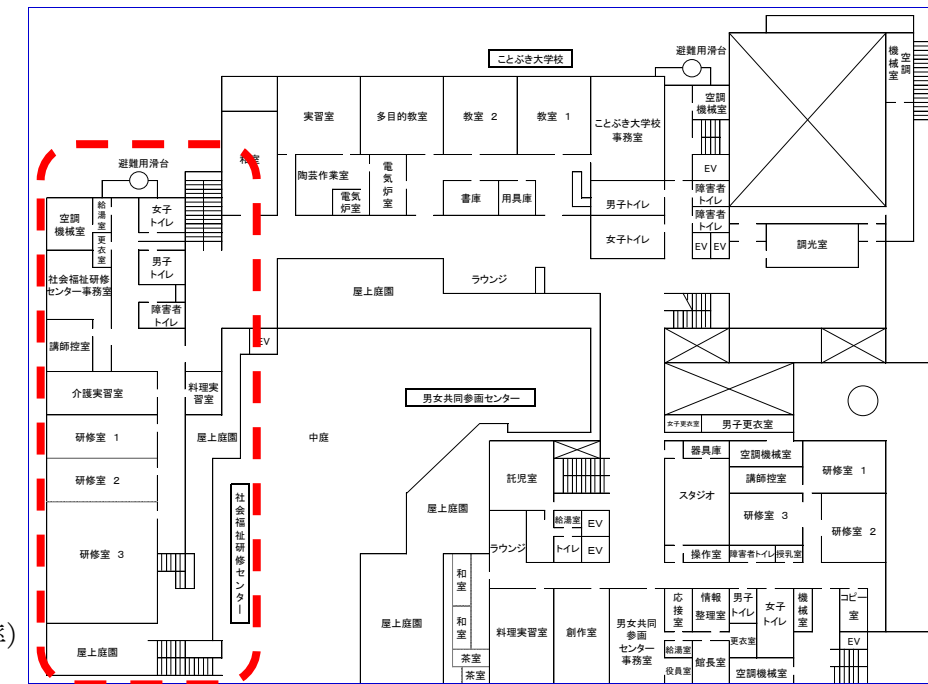 ことぶき大学校
避難用滑台
空調
機械室
空調
機械室
実習室
多目的教室
教室 2
教室 1
ことぶき大学校
事務室
和室
陶芸作業室
電気炉室
電気
炉室
書庫
用具庫
男子トイレ
女子トイレ
EV
障害者
トイレ
障害者
トイレ
EV
EV
調光室
避難用滑台
空調
機械室
給湯室
更衣室
女子
トイレ
男子
トイレ
社会福祉研修
センター事務室
障害者
トイレ
講師控室
介護実習室
料理実
習室
研修室 1
研修室 2
研修室 3
屋上庭園
屋上庭園
社会福祉研修センター
EV
屋上庭園
ラウンジ
中庭
男女共同参画センター
女子更衣室
男子更衣室
器具庫
空調機械室
講師控室
研修室 1
スタジオ
研修室 3
研修室 2
操作室
障害者トイレ
授乳室
託児室
屋上庭園
ラウンジ
給湯室
EV
トイレ
EV
屋上庭園
和室
和室
茶室
茶室
料理実習室
創作室
男女共同
参画
センター
事務室
応接室
情報
整理室
男子
トイレ
女子
トイレ
機械室
コピー
室
給湯室
役員室
館長室
更衣室
空調機械室
EV